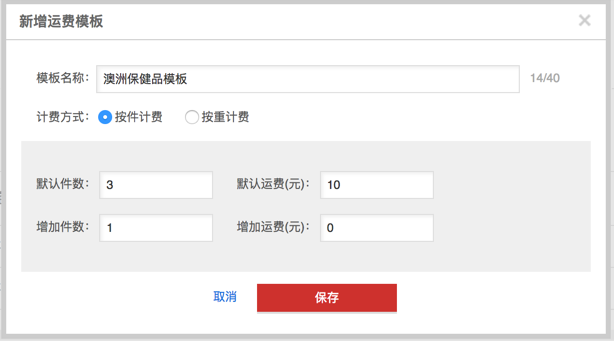 新增运费模板
模板名称： 澳洲保健品模板 14/40
计费方式： 按件计费 按重计费
默认件数： 3 默认运费(元)： 10
增加件数： 1 增加运费(元)： 0
取消 保存